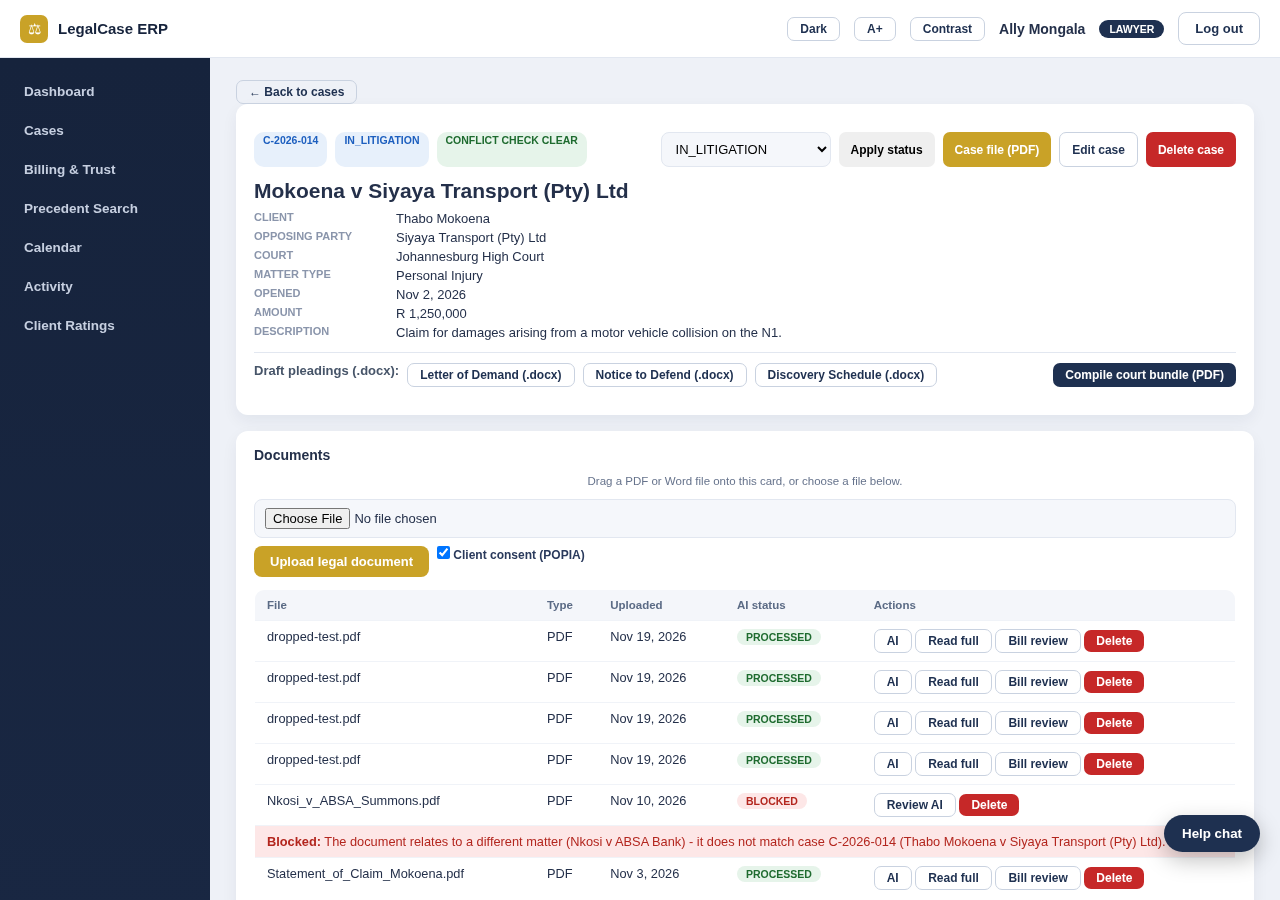 ⚖ LegalCase ERP
Dark A+ Contrast Ally Mongala LAWYER Log out
Dashboard
Cases
Billing & Trust
Precedent Search
Calendar
Activity
Client Ratings
← Back to cases
C-2026-014 IN_LITIGATION CONFLICT CHECK CLEAR IN_LITIGATION Apply status Case file (PDF) Edit case Delete case
Mokoena v Siyaya Transport (Pty) Ltd
CLIENT Thabo Mokoena
OPPOSING PARTY Siyaya Transport (Pty) Ltd
COURT Johannesburg High Court
MATTER TYPE Personal Injury
OPENED Nov 2, 2026
AMOUNT R 1,250,000
DESCRIPTION Claim for damages arising from a motor vehicle collision on the N1.
Draft pleadings (.docx): Letter of Demand (.docx) Notice to Defend (.docx) Discovery Schedule (.docx) Compile court bundle (PDF)
Documents
Drag a PDF or Word file onto this card, or choose a file below.
Choose File No file chosen
Upload legal document Client consent (POPIA)
File Type Uploaded AI status Actions
dropped-test.pdf PDF Nov 19, 2026 PROCESSED AI Read full Bill review Delete
dropped-test.pdf PDF Nov 19, 2026 PROCESSED AI Read full Bill review Delete
dropped-test.pdf PDF Nov 19, 2026 PROCESSED AI Read full Bill review Delete
dropped-test.pdf PDF Nov 19, 2026 PROCESSED AI Read full Bill review Delete
Nkosi_v_ABSA_Summons.pdf PDF Nov 10, 2026 BLOCKED Review AI Delete
Blocked: The document relates to a different matter (Nkosi v ABSA Bank) - it does not match case C-2026-014 (Thabo Mokoena v Siyaya Transport (Pty) Ltd).
Help chat
Statement_of_Claim_Mokoena.pdf PDF Nov 3, 2026 PROCESSED AI Read full Bill review Delete